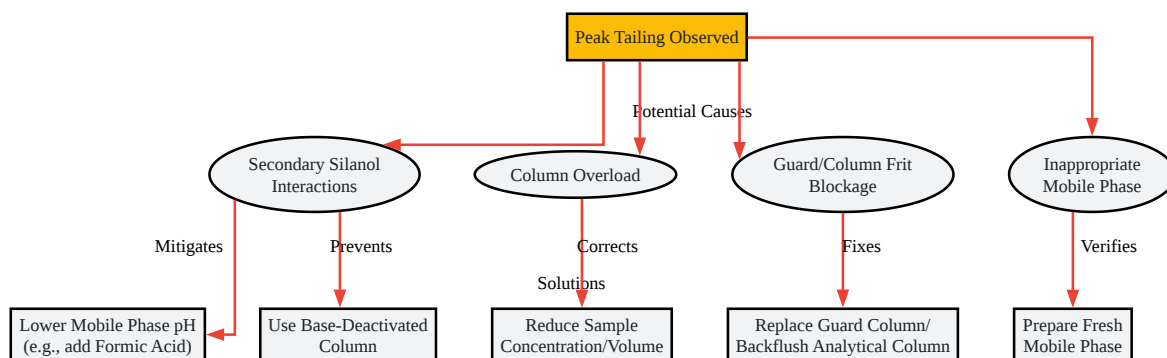 Peak Tailing Observed
Potential Causes
Secondary Silanol
Interactions
Column Overload
Guard/Column Frit
Blockage
Inappropriate
Mobile Phase
Mitigates
Prevents
Corrects
Fixes
Verifies
Solutions
Lower Mobile Phase pH
(e.g., add Formic Acid)
Use Base-Deactivated
Column
Reduce Sample
Concentration/Volume
Replace Guard Column/
Backflush Analytical Column
Prepare Fresh
Mobile Phase